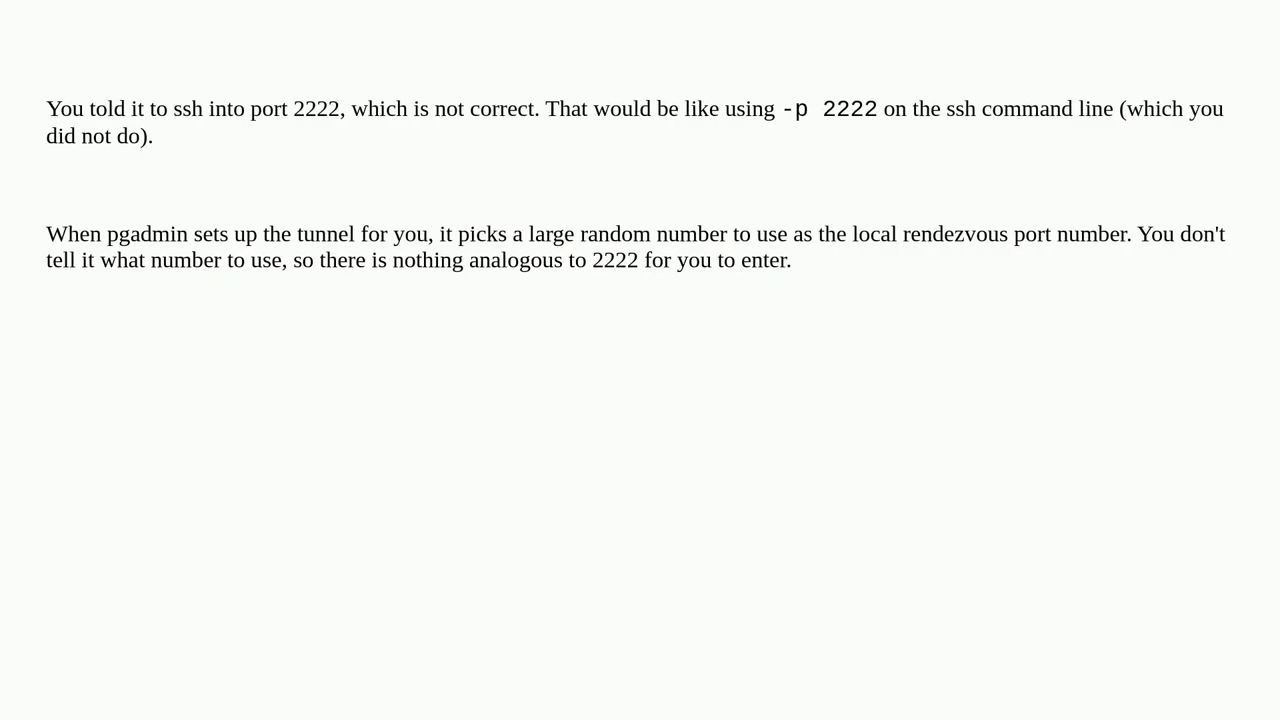 You told it to ssh into port 2222, which is not correct. That would be like using -p 2222 on the ssh command line (which you
did not do).
When pgadmin sets up the tunnel for you, it picks a large random number to use as the local rendezvous port number. You don't
tell it what number to use, so there is nothing analogous to 2222 for you to enter.